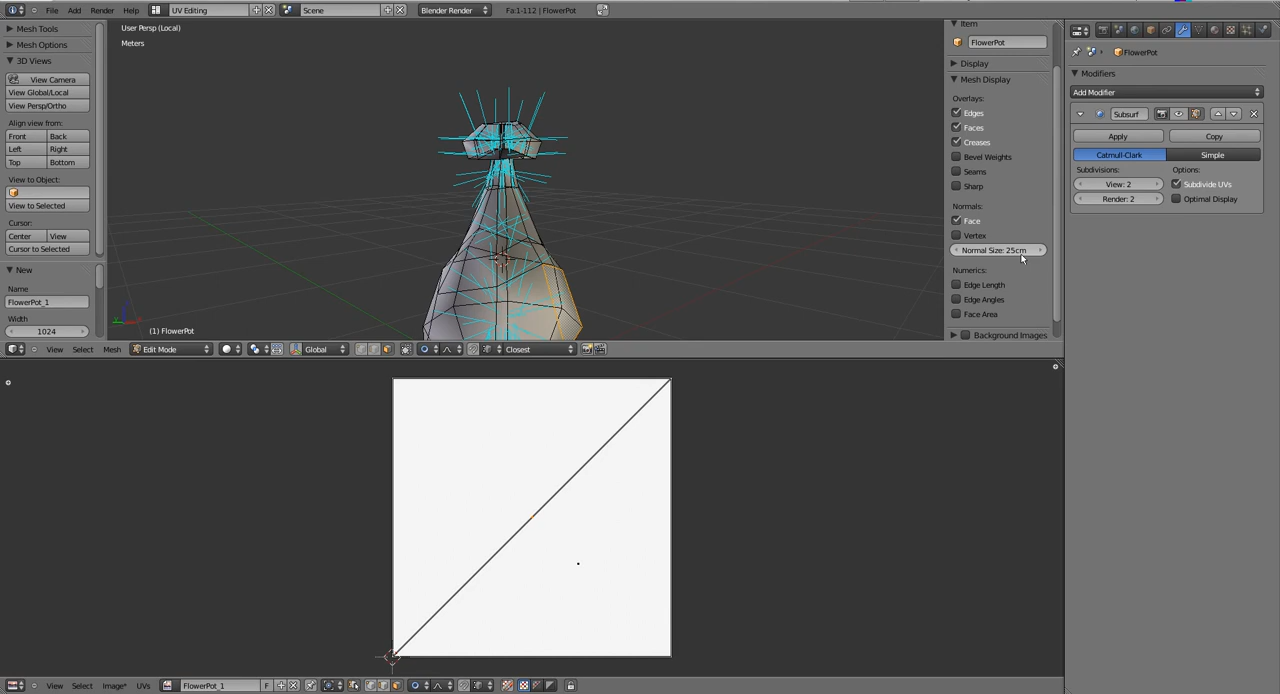 File Add Render Help UV Editing Scene Blender Render Fa:1-112 | FlowerPot
Mesh Tools
Mesh Options
3D Views
View Camera
View Global/Local
View Persp/Ortho
Align view from:
Front Back
Left Right
Top Bottom
View to Object:
View to Selected
Cursor:
Center View
Cursor to Selected
New
Name
FlowerPot_1
Width
1024
User Persp (Local)
Meters
(1) FlowerPot
Item
FlowerPot
Display
Mesh Display
Overlays:
Edges
Faces
Creases
Bevel Weights
Seams
Sharp
Normals:
Face
Vertex
Normal Size: 25cm
Numerics:
Edge Length
Edge Angles
Face Area
Background Images
FlowerPot
Modifiers
Add Modifier
Subsurf
Apply Copy
Catmull-Clark Simple
Subdivisions: Options:
View: 2 Subdivide UVs
Render: 2 Optimal Display
View Select Add Mesh Edit Mode Global Closest
View Select Image* UVs FlowerPot_1 F